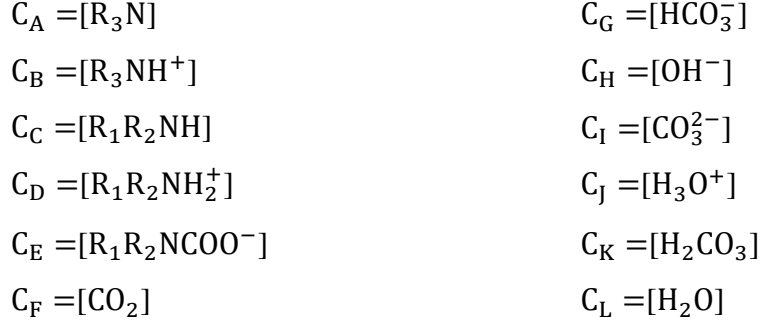 C_A =[R_3N]
C_B =[R_3NH^+]
C_C =[R_1R_2NH]
C_D =[R_1R_2NH_2^+]
C_E =[R_1R_2NCOO^−]
C_F =[CO_2]
C_G =[HCO_3^−]
C_H =[OH^−]
C_I =[CO_3^{2−}]
C_J =[H_3O^+]
C_K =[H_2CO_3]
C_L =[H_2O]